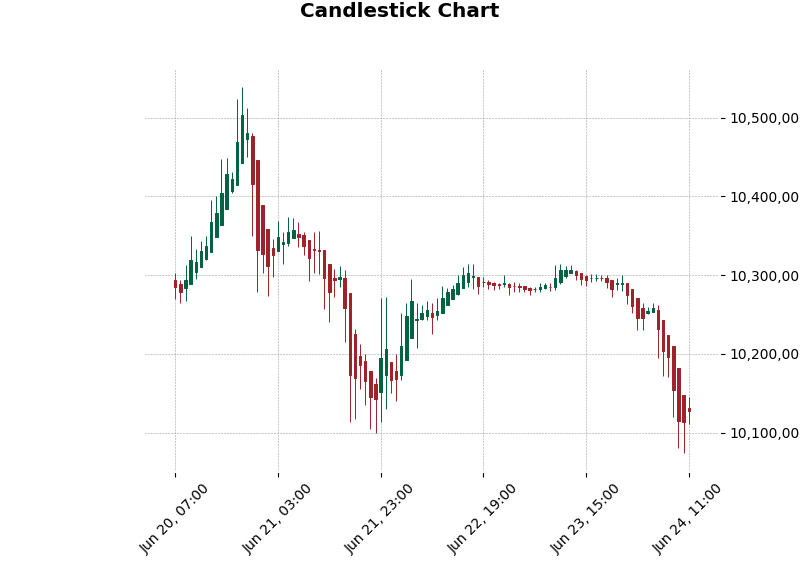 Candlestick Chart
10,500,00
10,400,00
10,300,00
10,200,00
10,100,00
Jun 20, 07:00
Jun 21, 03:00
Jun 21, 23:00
Jun 22, 19:00
Jun 23, 15:00
Jun 24, 11:00